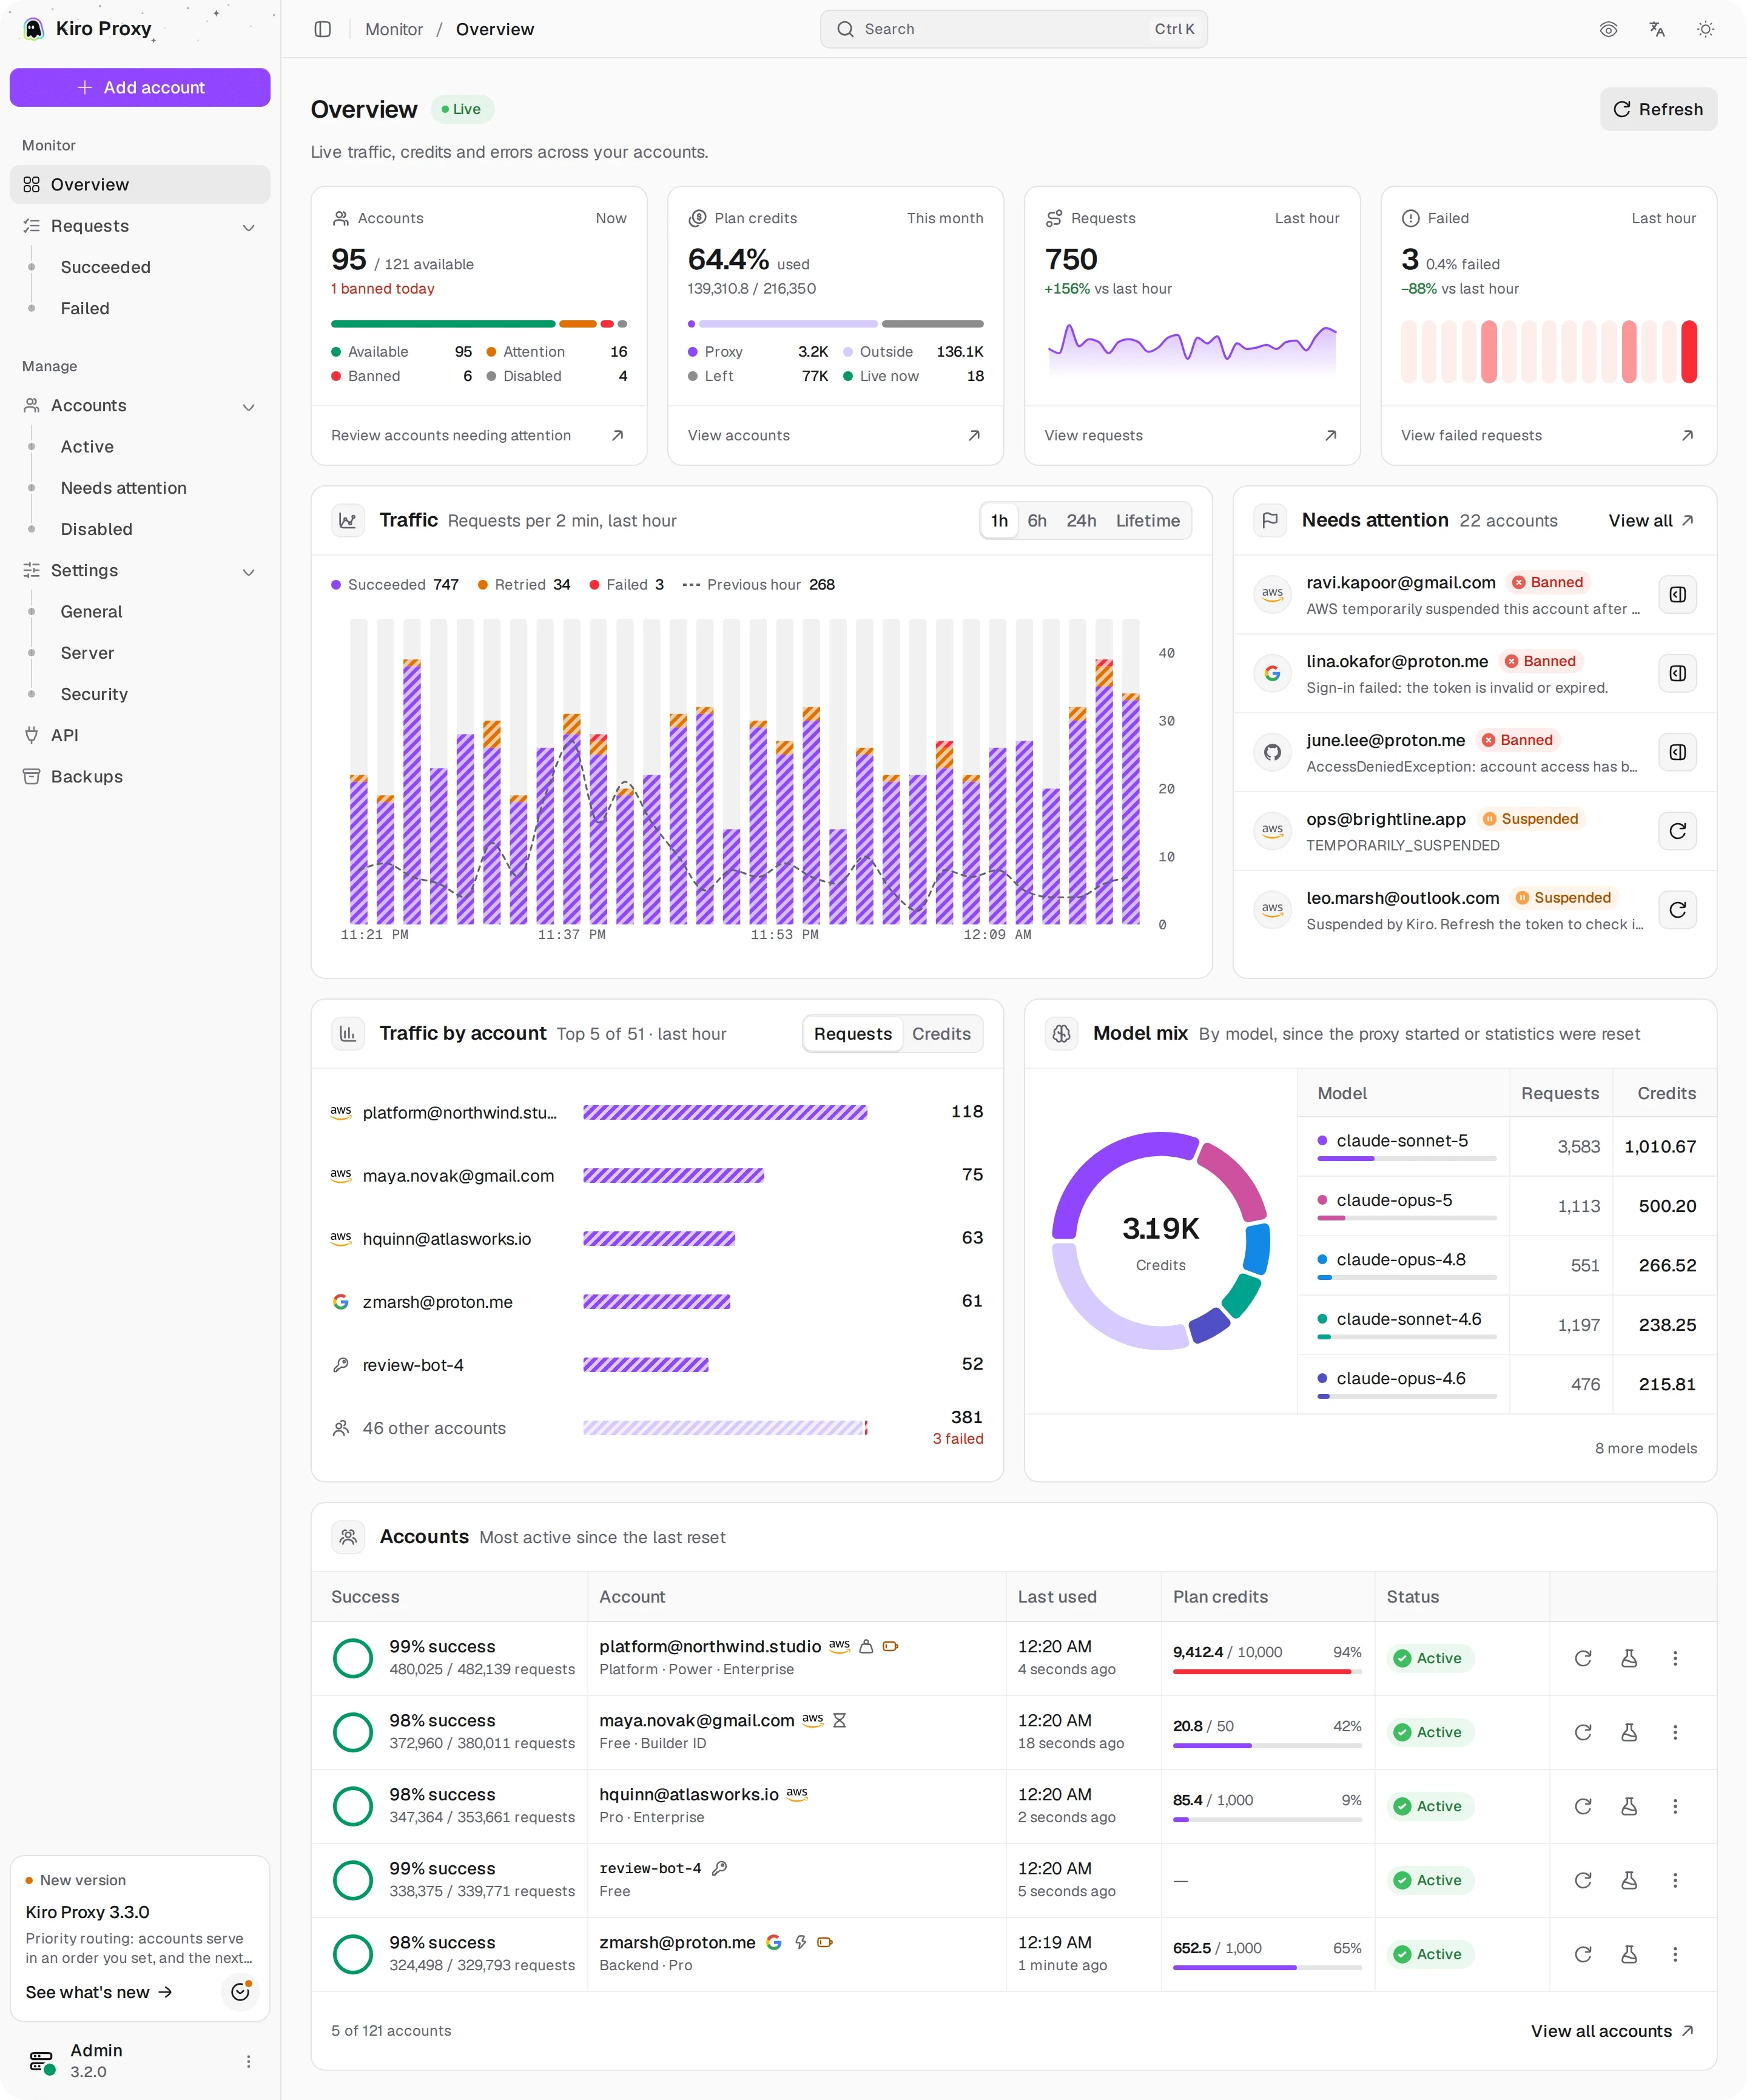 Kiro Proxy
Monitor / Overview
Search Ctrl K
Add account
Monitor
Overview
Requests
Succeeded
Failed
Manage
Accounts
Active
Needs attention
Disabled
Settings
General
Server
Security
API
Backups
New version
Kiro Proxy 3.3.0
Priority routing: accounts serve
in an order you set, and the next...
See what's new
Admin
3.2.0
Overview Live
Refresh
Live traffic, credits and errors across your accounts.
Accounts Now
95 / 121 available
1 banned today
Available 95 Attention 16
Banned 6 Disabled 4
Review accounts needing attention
Plan credits This month
64.4% used
139,310.8 / 216,350
Proxy 3.2K Outside 136.1K
Left 77K Live now 18
View accounts
Requests Last hour
750
+156% vs last hour
View requests
Failed Last hour
3 0.4% failed
−88% vs last hour
View failed requests
Traffic Requests per 2 min, last hour
1h 6h 24h Lifetime
Succeeded 747 Retried 34 Failed 3 Previous hour 268
40
30
20
10
0
11:21 PM 11:37 PM 11:53 PM 12:09 AM
Needs attention 22 accounts View all
aws ravi.kapoor@gmail.com Banned
AWS temporarily suspended this account after ...
lina.okafor@proton.me Banned
Sign-in failed: the token is invalid or expired.
june.lee@proton.me Banned
AccessDeniedException: account access has b...
aws ops@brightline.app Suspended
TEMPORARILY_SUSPENDED
aws leo.marsh@outlook.com Suspended
Suspended by Kiro. Refresh the token to check i...
Traffic by account Top 5 of 51 · last hour
Requests Credits
aws platform@northwind.stu... 118
aws maya.novak@gmail.com 75
aws hquinn@atlasworks.io 63
zmarsh@proton.me 61
review-bot-4 52
46 other accounts 381
3 failed
Model mix By model, since the proxy started or statistics were reset
3.19K
Credits
Model Requests Credits
claude-sonnet-5 3,583 1,010.67
claude-opus-5 1,113 500.20
claude-opus-4.8 551 266.52
claude-sonnet-4.6 1,197 238.25
claude-opus-4.6 476 215.81
8 more models
Accounts Most active since the last reset
Success Account Last used Plan credits Status
99% success platform@northwind.studio aws 12:20 AM 9,412.4 / 10,000 94% Active
480,025 / 482,139 requests Platform · Power · Enterprise 4 seconds ago
98% success maya.novak@gmail.com aws 12:20 AM 20.8 / 50 42% Active
372,960 / 380,011 requests Free · Builder ID 18 seconds ago
98% success hquinn@atlasworks.io aws 12:20 AM 85.4 / 1,000 9% Active
347,364 / 353,661 requests Pro · Enterprise 2 seconds ago
99% success review-bot-4 12:20 AM — Active
338,375 / 339,771 requests Free 5 seconds ago
98% success zmarsh@proton.me 12:19 AM 652.5 / 1,000 65% Active
324,498 / 329,793 requests Backend · Pro 1 minute ago
5 of 121 accounts View all accounts